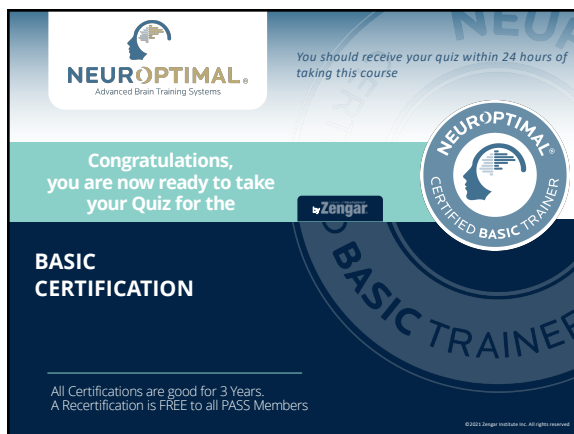 NEUROPTIMAL®
Advanced Brain Training Systems
You should receive your quiz within 24 hours of
taking this course
NEUROPTIMAL®
CERTIFIED BASIC TRAINER
Congratulations,
you are now ready to take
your Quiz for the
by Zengar
BASIC
CERTIFICATION
BASIC TRAINER
All Certifications are good for 3 Years.
A Recertification is FREE to all PASS Members
©2021 Zengar Institute Inc. All rights reserved